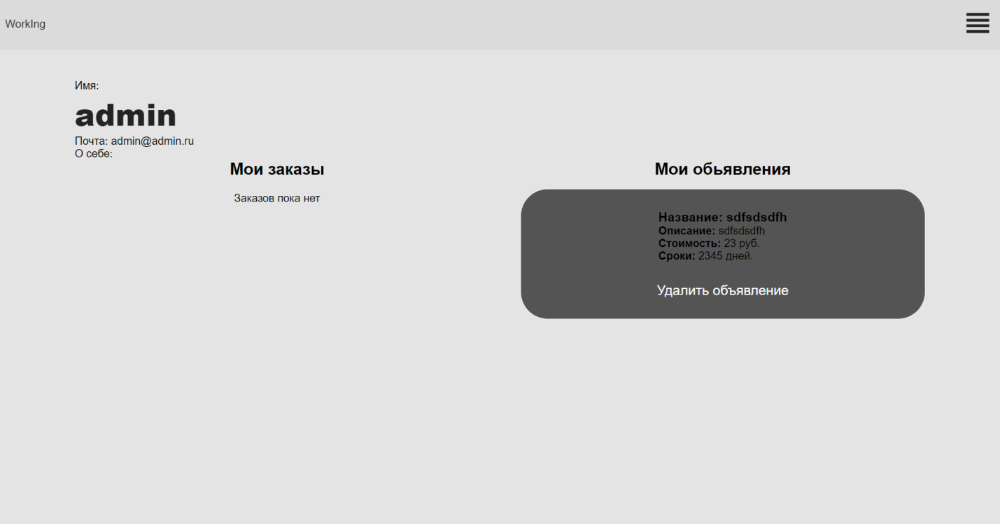 WorkIng
Имя:
admin
Почта: admin@admin.ru
О себе:
Мои заказы
Заказов пока нет
Мои обьявления
Название: sdfsdsdfh
Описание: sdfsdsdfh
Стоимость: 23 руб.
Сроки: 2345 дней.
Удалить объявление